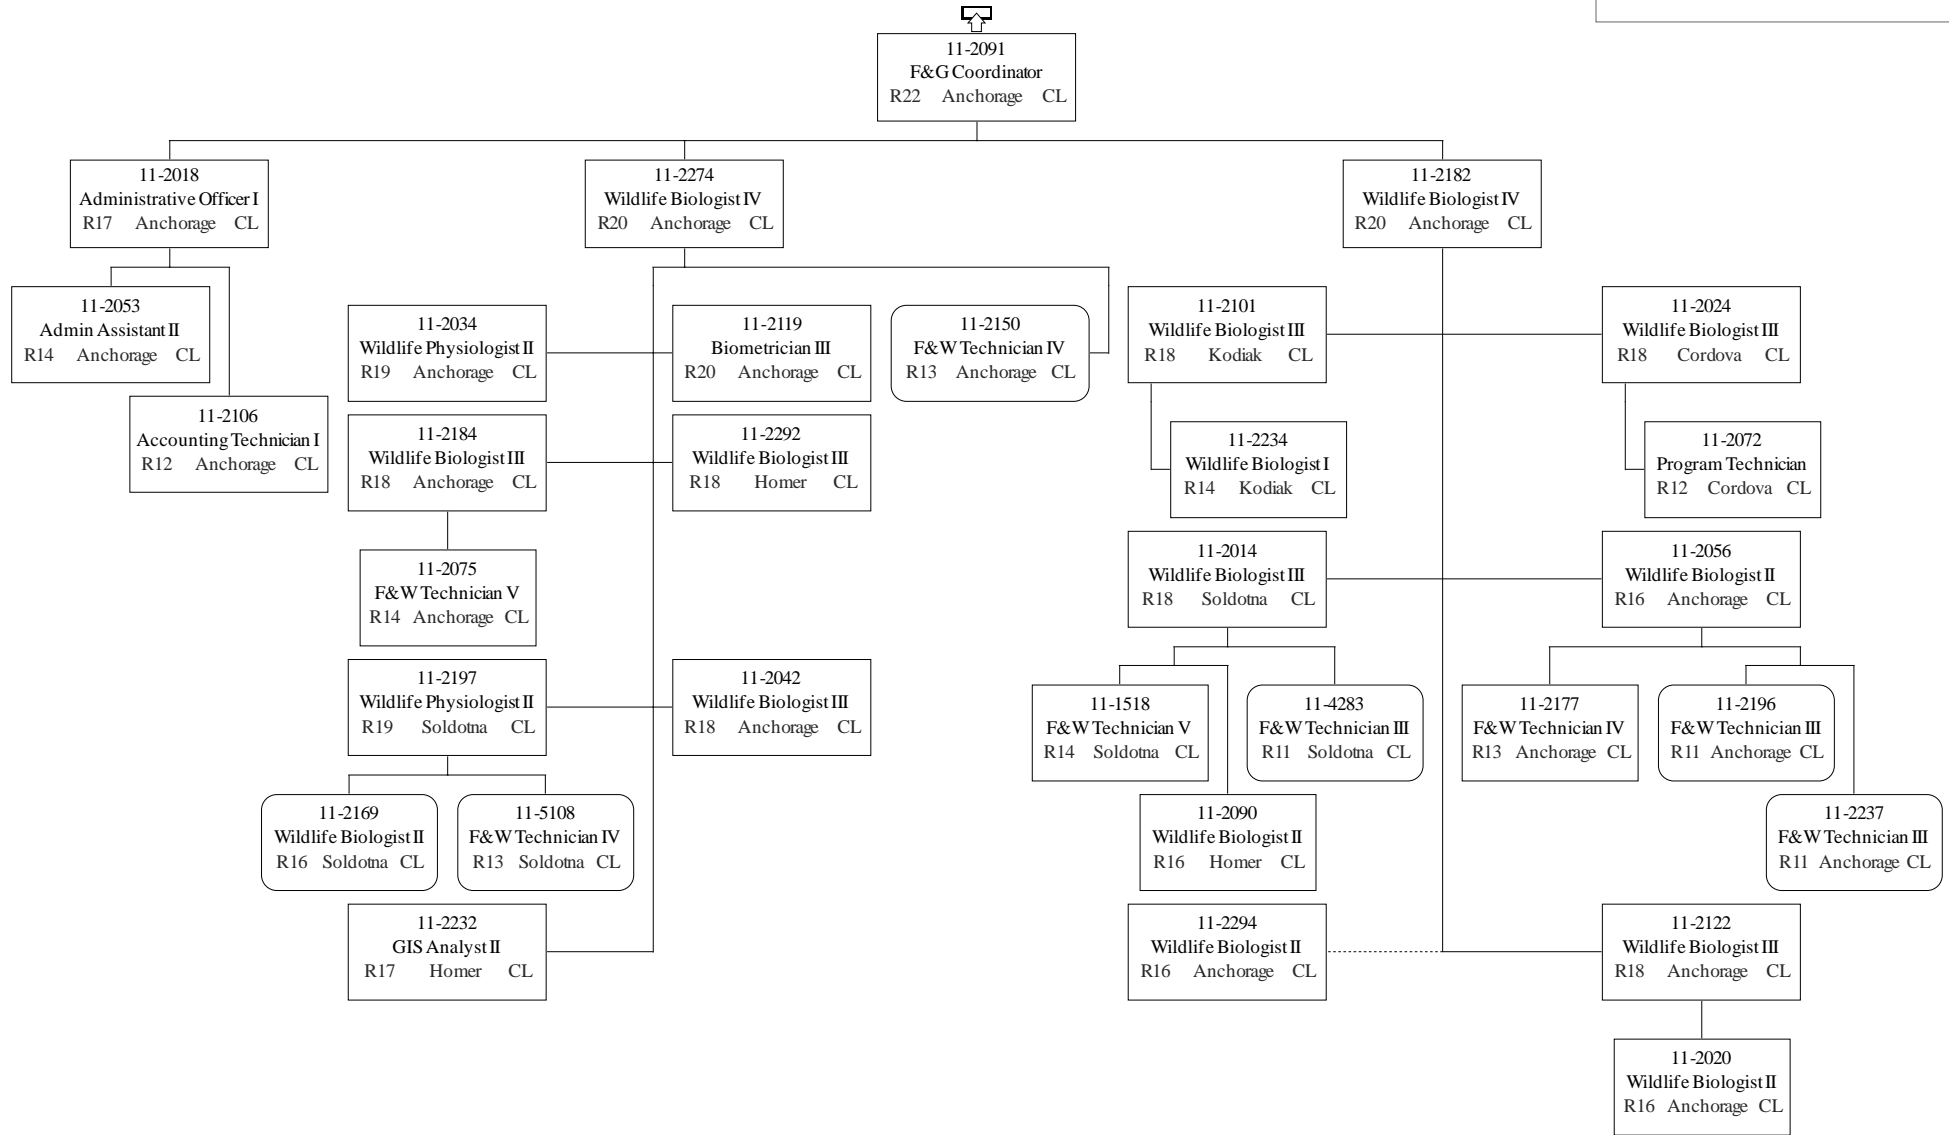 11-2091
F&G Coordinator
R22 Anchorage CL
11-2018
Administrative Officer I
R17 Anchorage CL
11-2274
Wildlife Biologist IV
R20 Anchorage CL
11-2182
Wildlife Biologist IV
R20 Anchorage CL
11-2053
Admin Assistant II
R14 Anchorage CL
11-2106
Accounting Technician I
R12 Anchorage CL
11-2034
Wildlife Physiologist II
R19 Anchorage CL
11-2119
Biometrician III
R20 Anchorage CL
11-2150
F&W Technician IV
R13 Anchorage CL
11-2184
Wildlife Biologist III
R18 Anchorage CL
11-2292
Wildlife Biologist III
R18 Homer CL
11-2075
F&W Technician V
R14 Anchorage CL
11-2197
Wildlife Physiologist II
R19 Soldotna CL
11-2042
Wildlife Biologist III
R18 Anchorage CL
11-2169
Wildlife Biologist II
R16 Soldotna CL
11-5108
F&W Technician IV
R13 Soldotna CL
11-2232
GIS Analyst II
R17 Homer CL
11-2101
Wildlife Biologist III
R18 Kodiak CL
11-2024
Wildlife Biologist III
R18 Cordova CL
11-2234
Wildlife Biologist I
R14 Kodiak CL
11-2072
Program Technician
R12 Cordova CL
11-2014
Wildlife Biologist III
R18 Soldotna CL
11-2056
Wildlife Biologist II
R16 Anchorage CL
11-1518
F&W Technician V
R14 Soldotna CL
11-4283
F&W Technician III
R11 Soldotna CL
11-2177
F&W Technician IV
R13 Anchorage CL
11-2196
F&W Technician III
R11 Anchorage CL
11-2090
Wildlife Biologist II
R16 Homer CL
11-2237
F&W Technician III
R11 Anchorage CL
11-2294
Wildlife Biologist II
R16 Anchorage CL
11-2122
Wildlife Biologist III
R18 Anchorage CL
11-2020
Wildlife Biologist II
R16 Anchorage CL